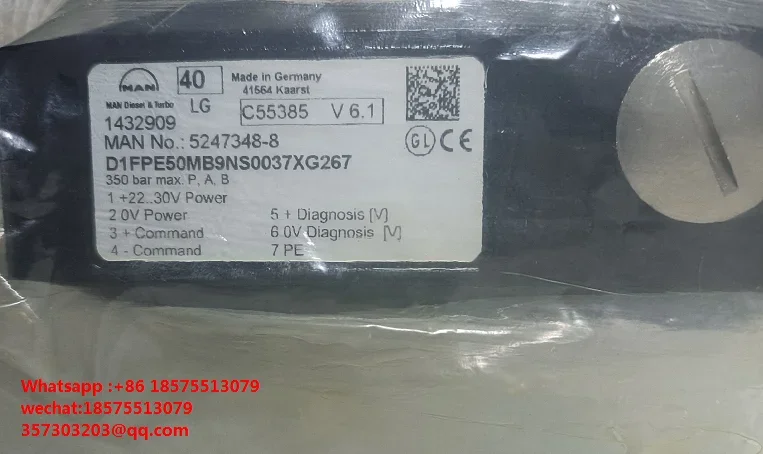 MAN
40
Made in Germany
41564 Kaarst
MAN Diesel & Turbo
LG
C55385 V 6.1
1432909
MAN No.: 5247348-8
GL CE
D1FPE50MB9NS0037XG267
350 bar max. P, A, B
1 +22..30V Power
2 0V Power
5 + Diagnosis [V]
3 + Command
6 0V Diagnosis [V]
4 - Command
7 PE
Whatsapp :+86 18575513079
wechat:18575513079
357303203@qq.com